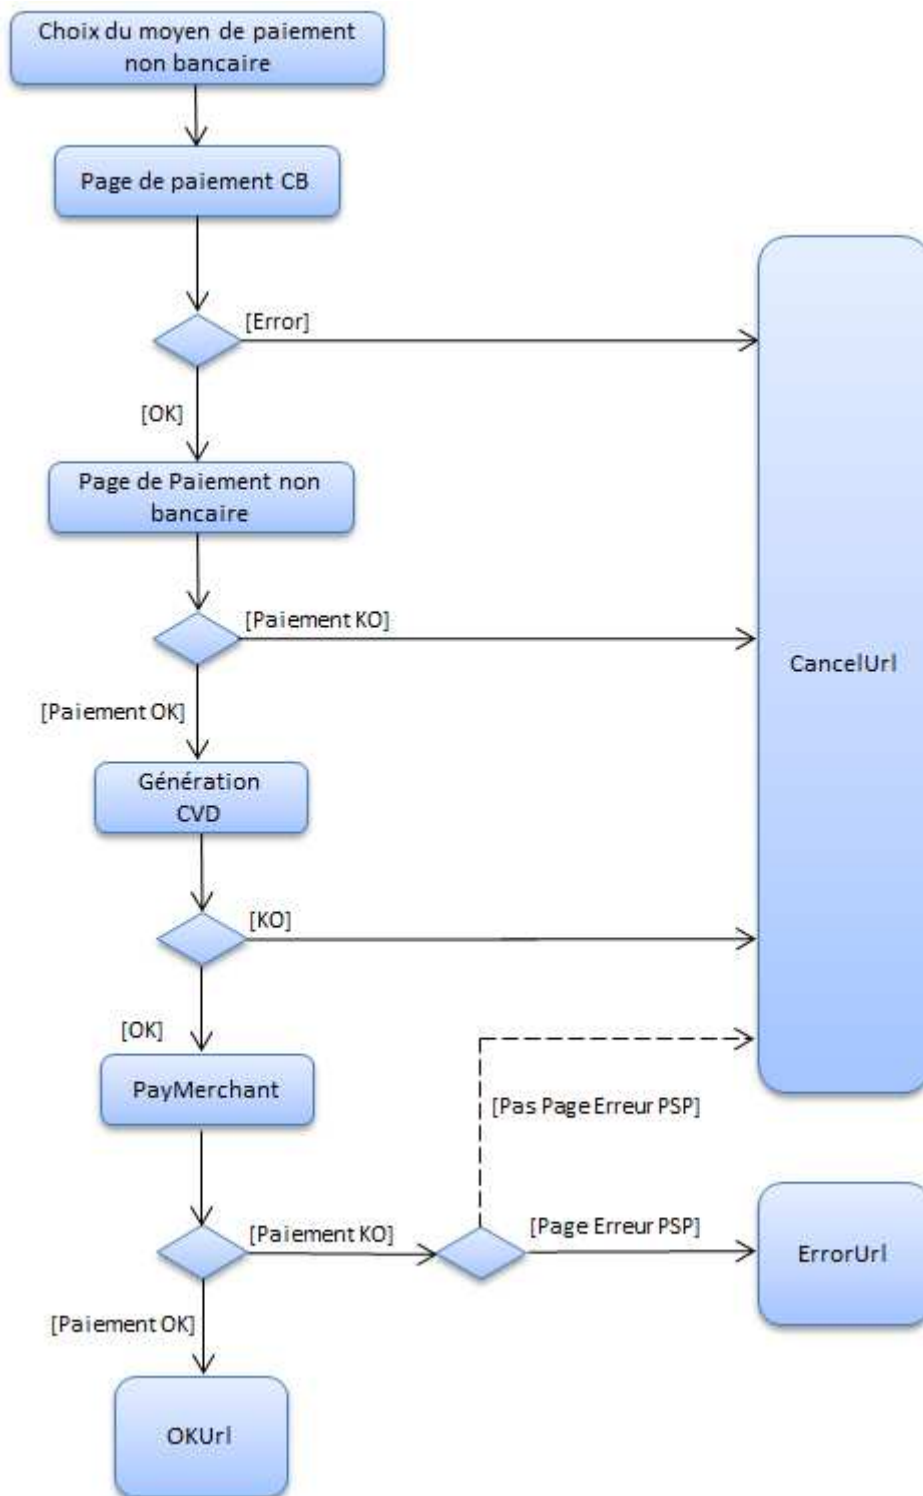 Choix du moyen de paiement
non bancaire
Page de paiement CB
[Error]
[OK]
Page de Paiement non
bancaire
[Paiement KO]
CancelUrl
[Paiement OK]
Génération
CVD
[KO]
[OK]
PayMerchant
[Pas Page Erreur PSP]
[Paiement KO]
[Page Erreur PSP]
ErrorUrl
[Paiement OK]
OKUrl